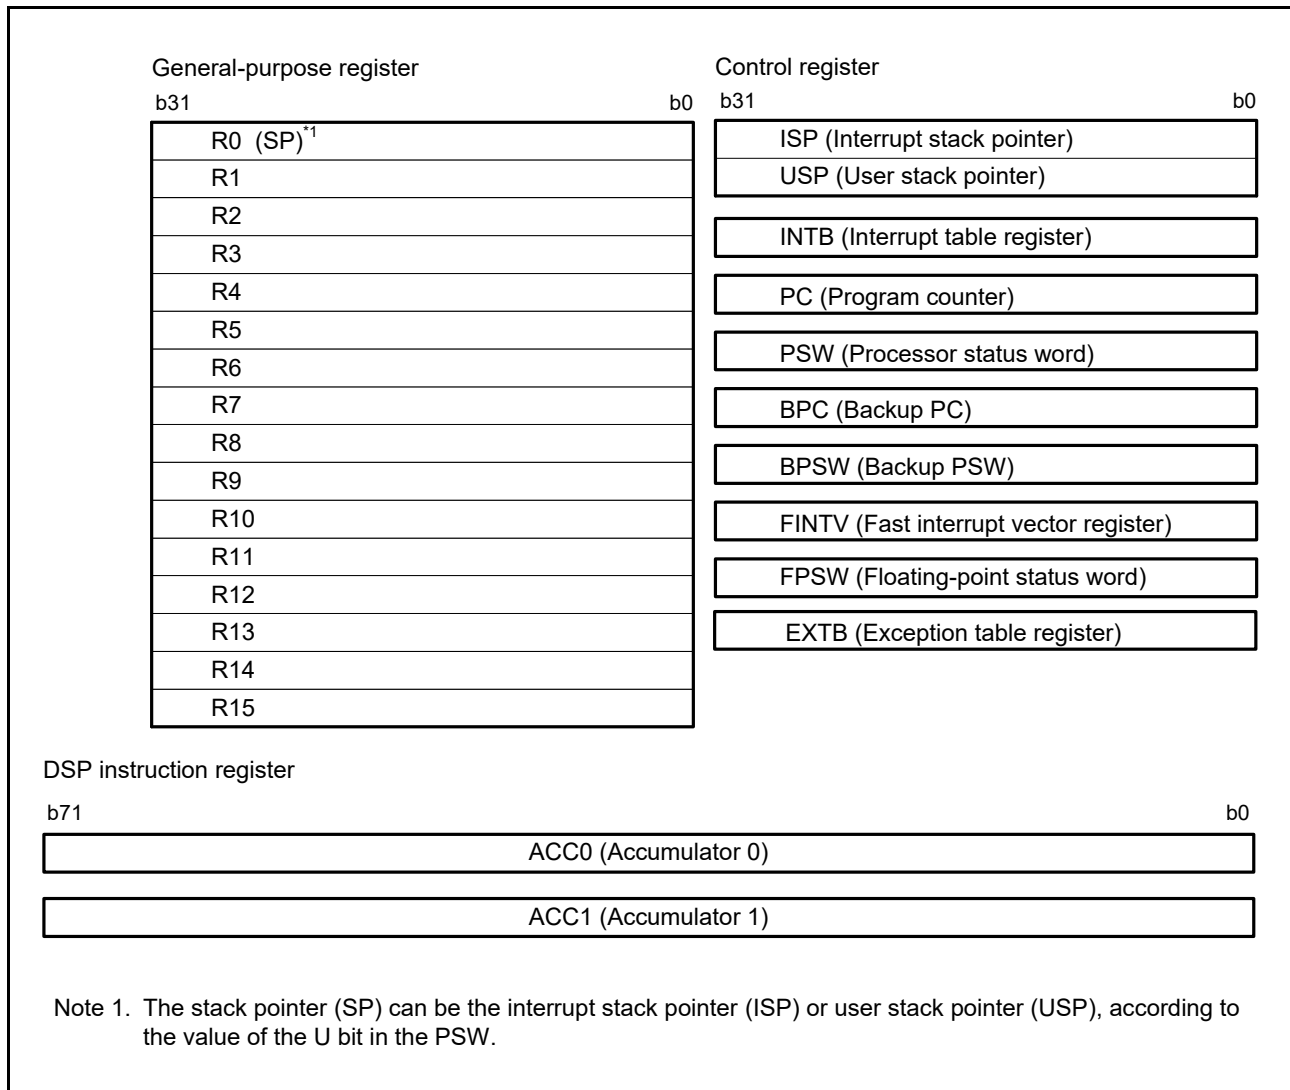 General-purpose register
b31 b0
R0 (SP)*1
R1
R2
R3
R4
R5
R6
R7
R8
R9
R10
R11
R12
R13
R14
R15
Control register
b31 b0
ISP (Interrupt stack pointer)
USP (User stack pointer)
INTB (Interrupt table register)
PC (Program counter)
PSW (Processor status word)
BPC (Backup PC)
BPSW (Backup PSW)
FINTV (Fast interrupt vector register)
FPSW (Floating-point status word)
EXTB (Exception table register)
DSP instruction register
b71 b0
ACC0 (Accumulator 0)
ACC1 (Accumulator 1)
Note 1. The stack pointer (SP) can be the interrupt stack pointer (ISP) or user stack pointer (USP), according to
the value of the U bit in the PSW.